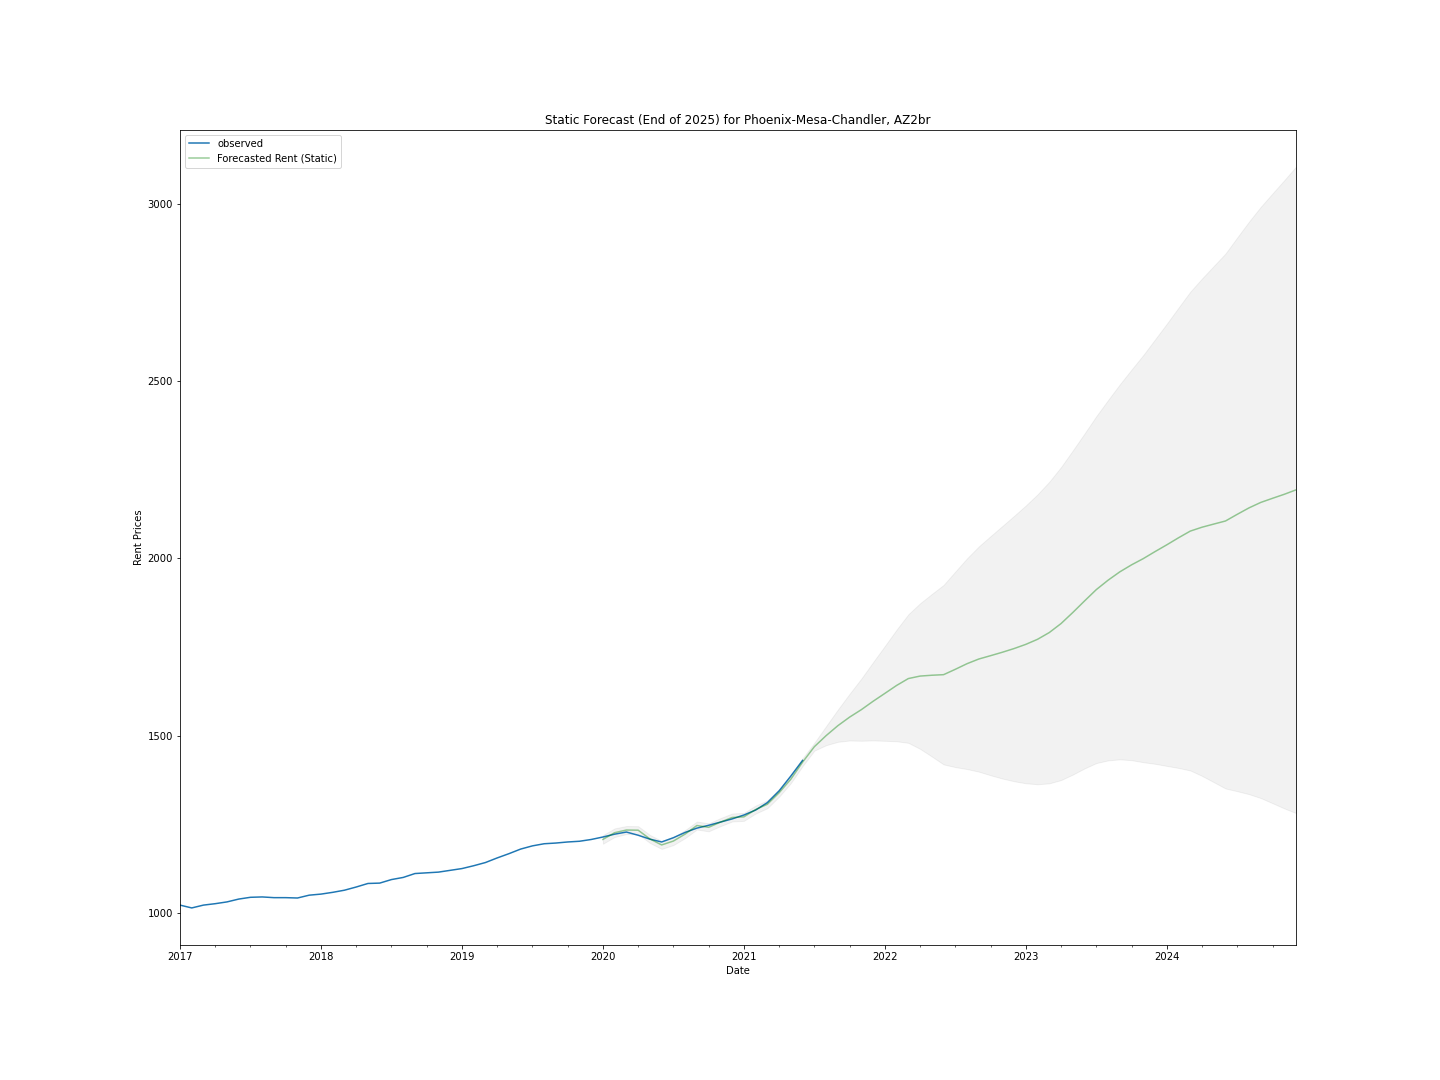 Static Forecast (End of 2025) for Phoenix-Mesa-Chandler, AZ2br
observed
Forecasted Rent (Static)
3000
2500
2000
1500
1000
Rent Prices
2017 2018 2019 2020 2021 2022 2023 2024
Date